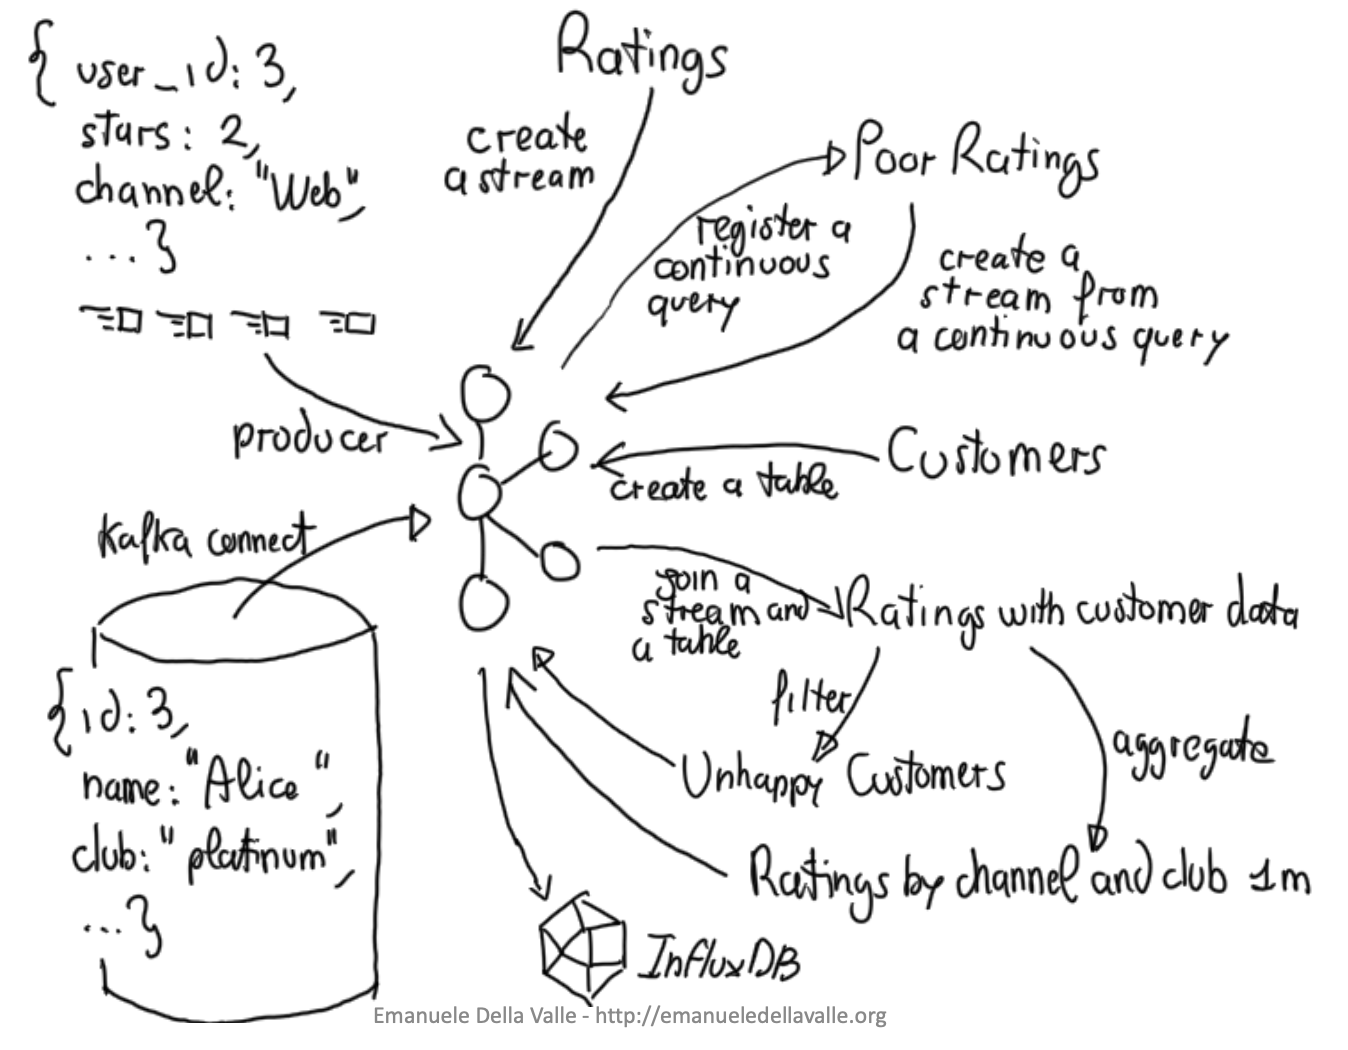 { user_id: 3,
stars: 2,
channel: "Web",
... }
producer
Kafka connect
{ id: 3,
name: "Alice",
club: "platinum",
... }
Ratings
create
a stream
Poor Ratings
register a
continuous
query
create a
stream from
a continuous query
Customers
create a table
join a
stream and
a table
Ratings with customer data
filter
aggregate
Unhappy Customers
Ratings by channel and club 1m
InfluxDB
Emanuele Della Valle - http://emanueledellavalle.org